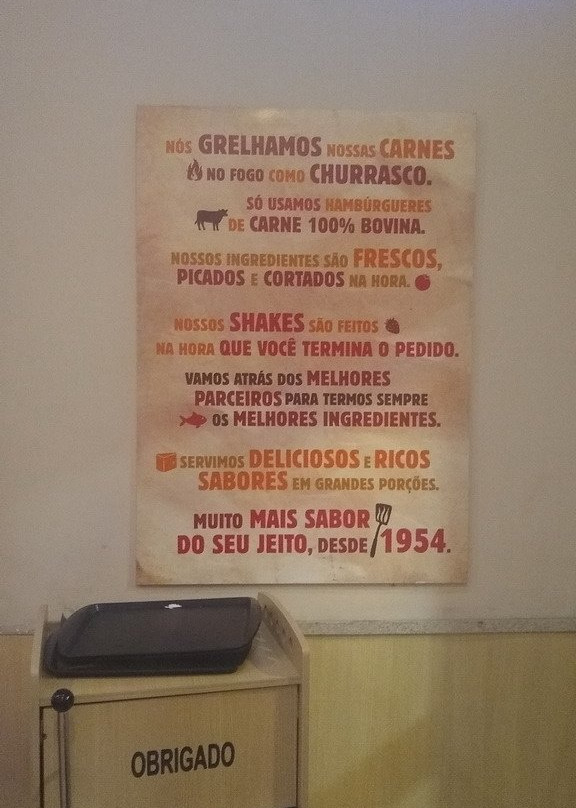 NÓS GRELHAMOS NOSSAS CARNES
NO FOGO COMO CHURRASCO.
SÓ USAMOS HAMBÚRGUERES
DE CARNE 100% BOVINA.
NOSSOS INGREDIENTES SÃO FRESCOS,
PICADOS E CORTADOS NA HORA.
NOSSOS SHAKES SÃO FEITOS
NA HORA QUE VOCÊ TERMINA O PEDIDO.
VAMOS ATRÁS DOS MELHORES
PARCEIROS PARA TERMOS SEMPRE
OS MELHORES INGREDIENTES.
SERVIMOS DELICIOSOS E RICOS
SABORES EM GRANDES PORÇÕES.
MUITO MAIS SABOR
DO SEU JEITO, DESDE 1954.
OBRIGADO